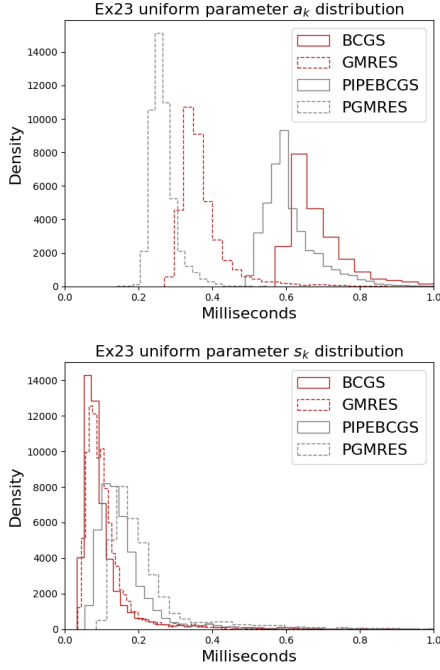 Ex23 uniform parameter a_k distribution
BCGS
GMRES
PIPEBCGS
PGMRES
14000
12000
10000
8000
6000
4000
2000
0
Density
0.0 0.2 0.4 0.6 0.8 1.0
Milliseconds
Ex23 uniform parameter s_k distribution
BCGS
GMRES
PIPEBCGS
PGMRES
14000
12000
10000
8000
6000
4000
2000
0
Density
0.0 0.2 0.4 0.6 0.8 1.0
Milliseconds